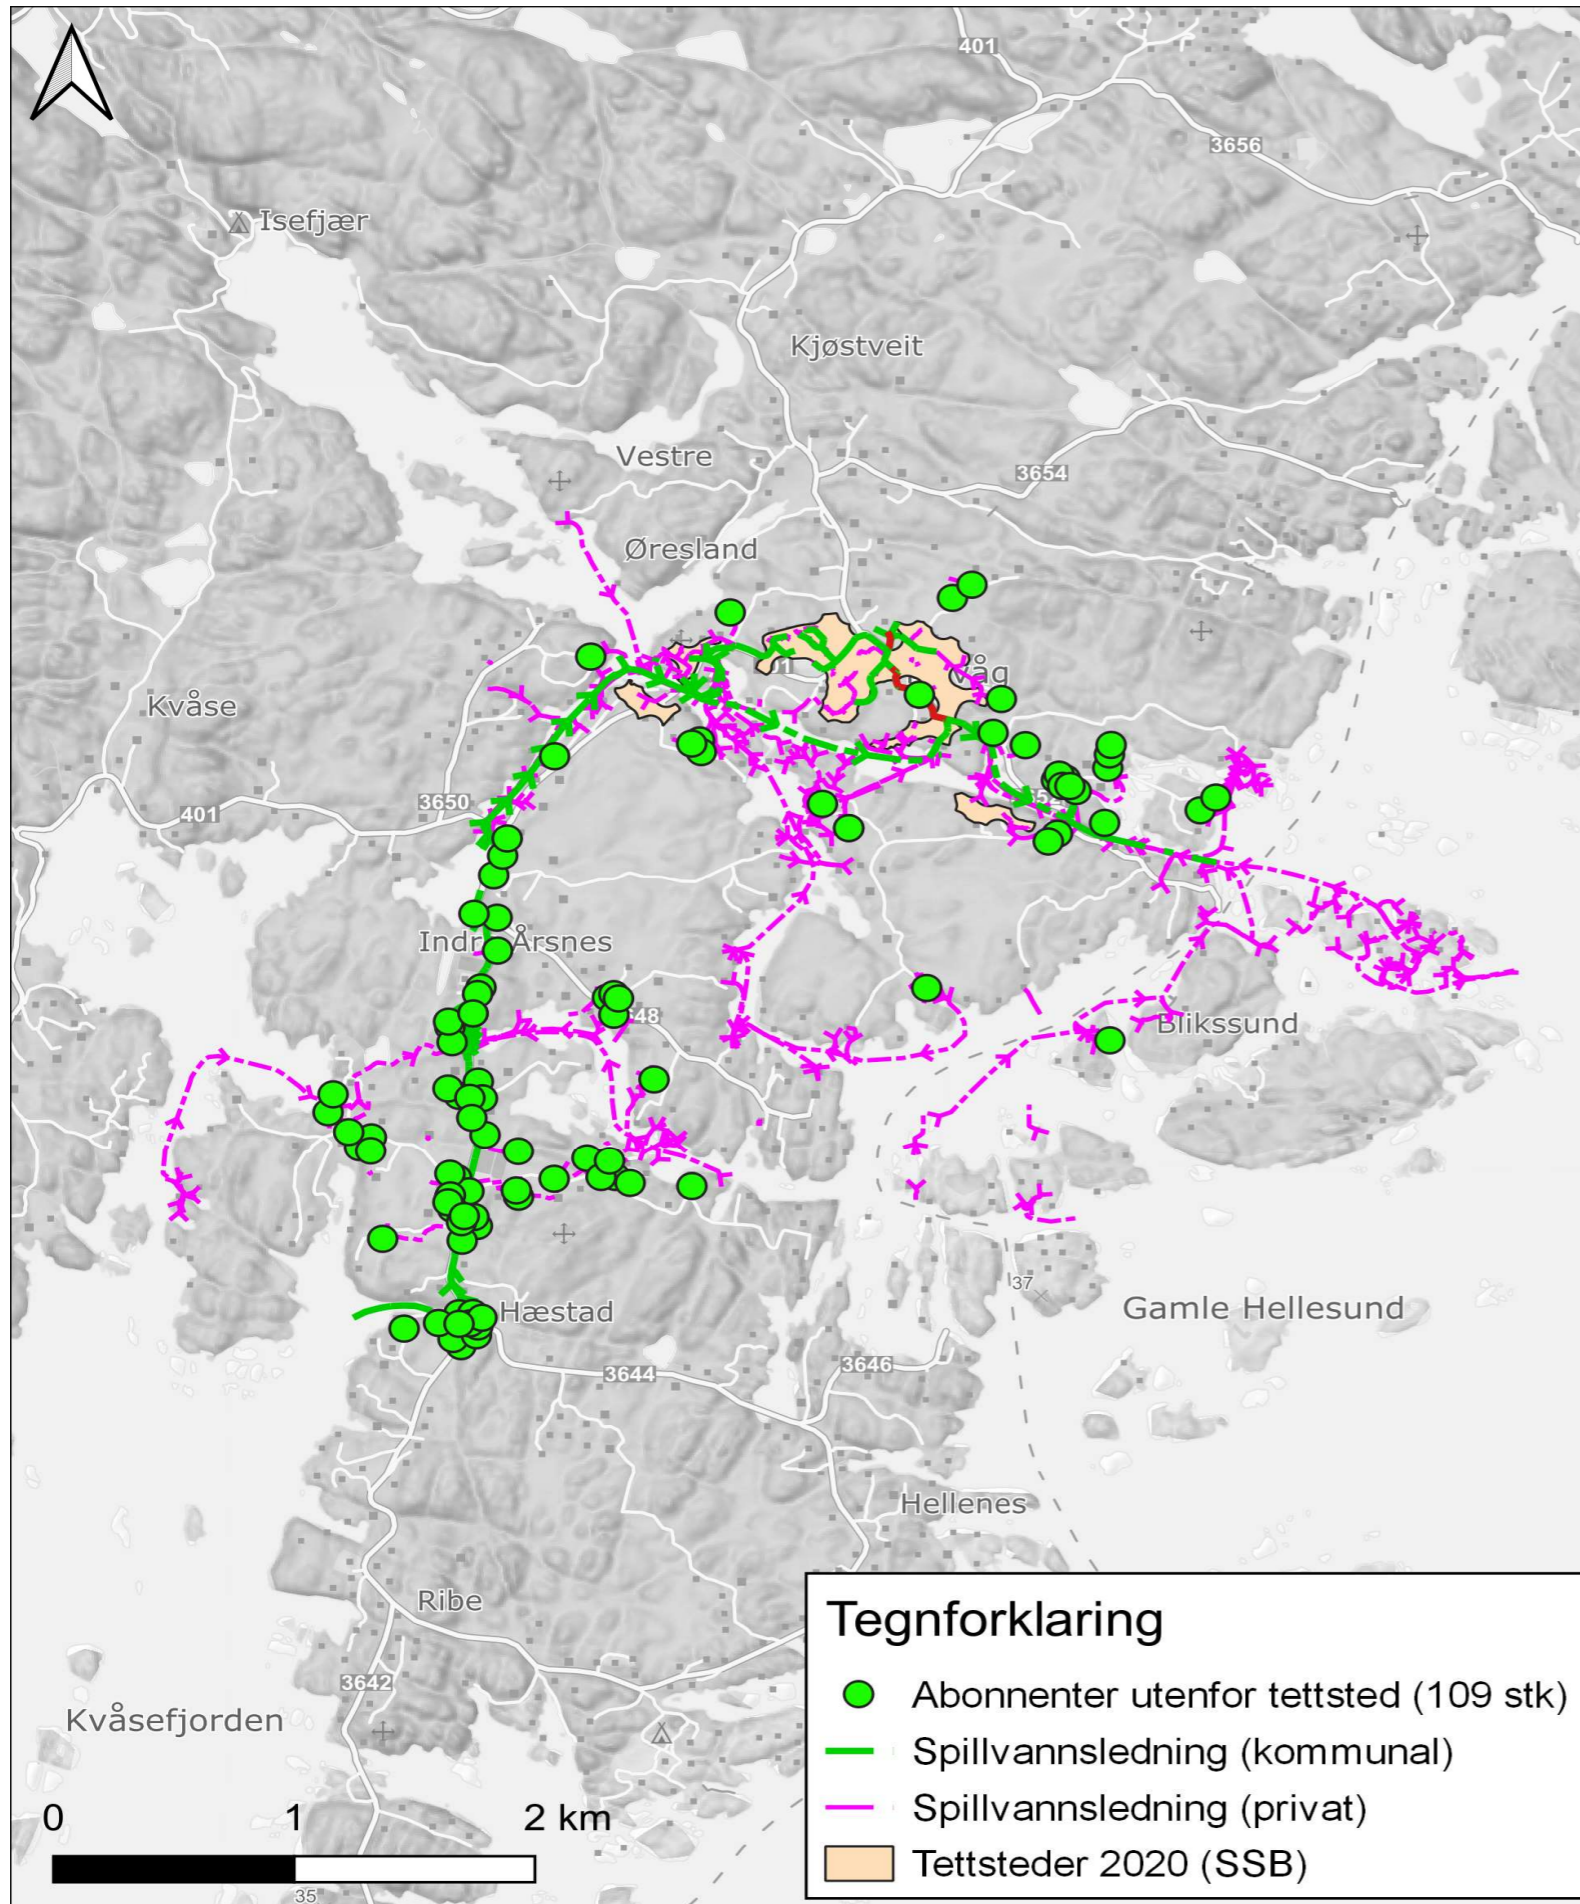 401
3656
Isefjær
Kjøstveit
Vestre
3654
Øresland
Våg
Kvåse
3650
401
Indr Årsnes
648
Blikssund
37
Gamle Hellesund
Hæstad
3644
3646
Hellenes
Ribe
3642
Kvåsefjorden
Tegnforklaring
Abonnenter utenfor tettsted (109 stk)
Spillvannsledning (kommunal)
Spillvannsledning (privat)
Tettsteder 2020 (SSB)
0 1 2 km
35